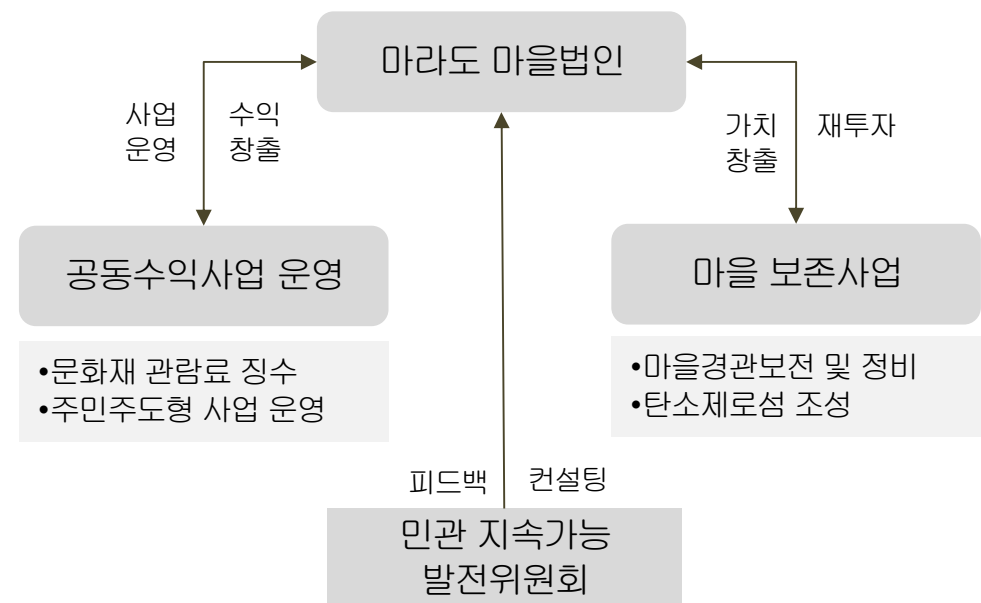 마라도 마을법인
사업
운영
수익
창출
가치
창출
재투자
공동수익사업 운영
•문화재 관람료 징수
•주민주도형 사업 운영
마을 보존사업
•마을경관보전 및 정비
•탄소제로섬 조성
피드백
컨설팅
민관 지속가능
발전위원회